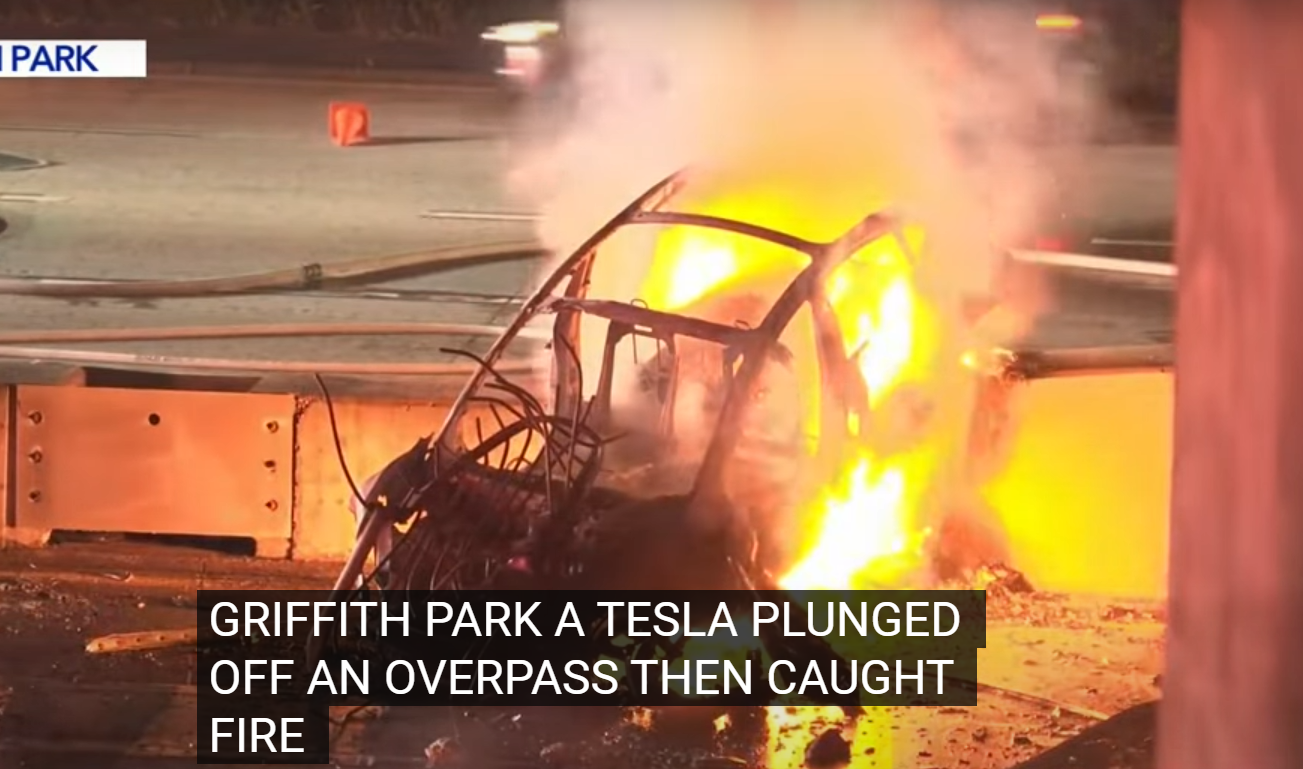 PARK
GRIFFITH PARK A TESLA PLUNGED
OFF AN OVERPASS THEN CAUGHT
FIRE